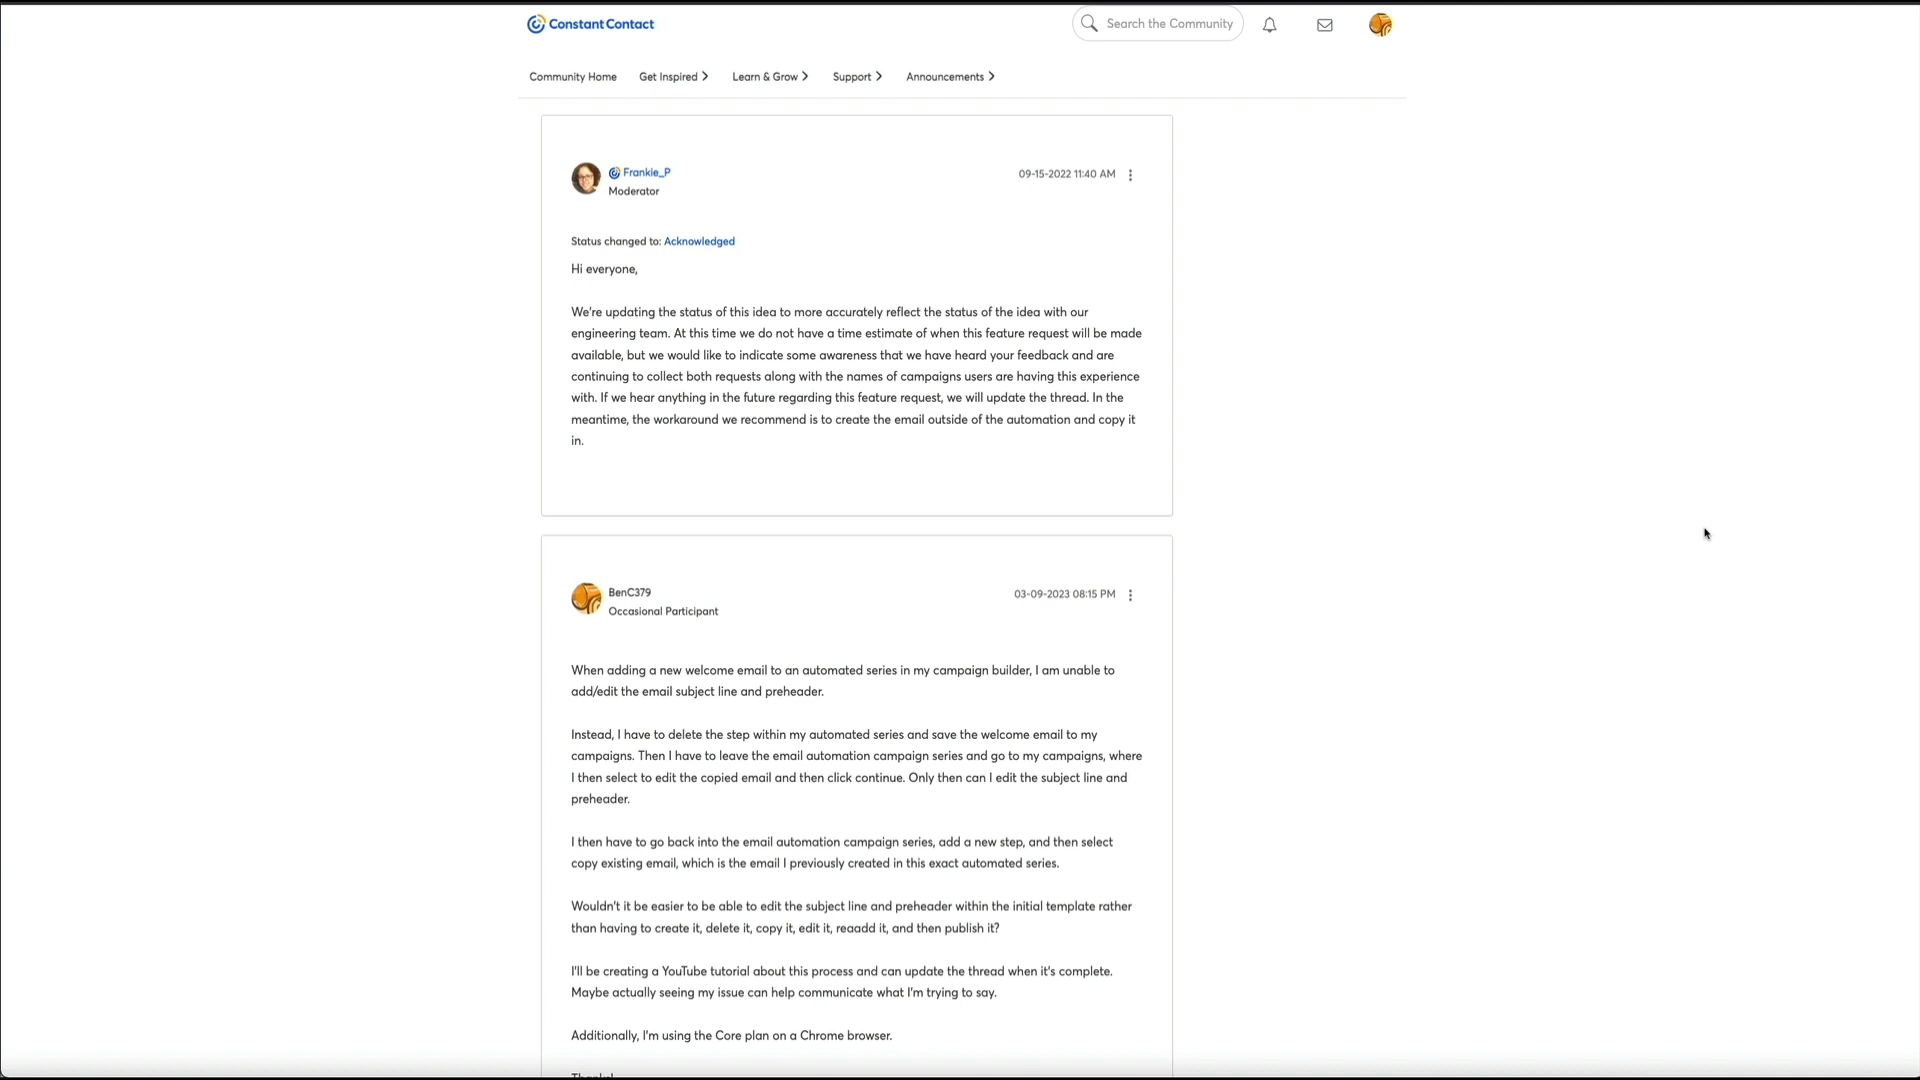 Constant Contact
Search the Community
Community Home Get Inspired Learn & Grow Support Announcements
Frankie_P
Moderator
09-15-2022 11:40 AM
Status changed to: Acknowledged
Hi everyone,
We're updating the status of this idea to more accurately reflect the status of the idea with our
engineering team. At this time we do not have a time estimate of when this feature request will be made
available, but we would like to indicate some awareness that we have heard your feedback and are
continuing to collect both requests along with the names of campaigns users are having this experience
with. If we hear anything in the future regarding this feature request, we will update the thread. In the
meantime, the workaround we recommend is to create the email outside of the automation and copy it
in.
BenC379
Occasional Participant
03-09-2023 08:15 PM
When adding a new welcome email to an automated series in my campaign builder, I am unable to
add/edit the email subject line and preheader.
Instead, I have to delete the step within my automated series and save the welcome email to my
campaigns. Then I have to leave the email automation campaign series and go to my campaigns, where
I then select to edit the copied email and then click continue. Only then can I edit the subject line and
preheader.
I then have to go back into the email automation campaign series, add a new step, and then select
copy existing email, which is the email I previously created in this exact automated series.
Wouldn't it be easier to be able to edit the subject line and preheader within the initial template rather
than having to create it, delete it, copy it, edit it, reaadd it, and then publish it?
I'll be creating a YouTube tutorial about this process and can update the thread when it's complete.
Maybe actually seeing my issue can help communicate what I'm trying to say.
Additionally, I'm using the Core plan on a Chrome browser.